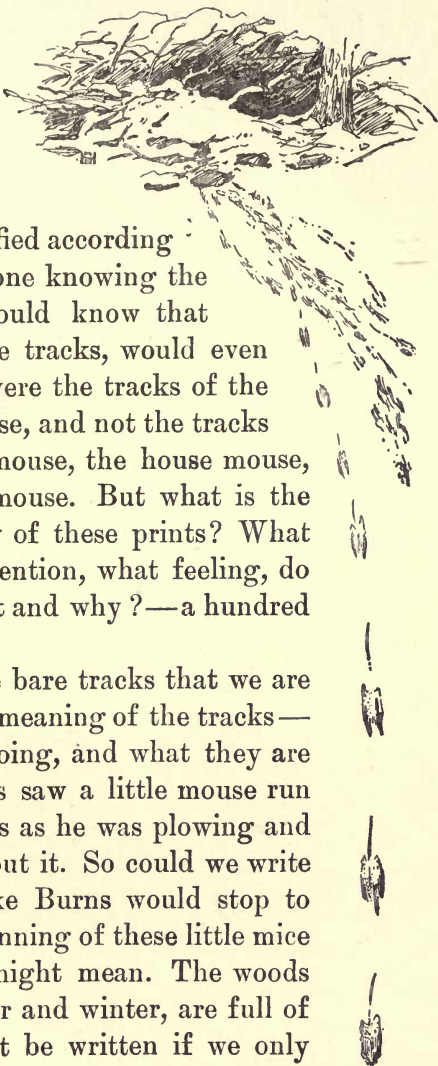 fied according
one knowing the
ould know that
e tracks, would even
vere the tracks of the
se, and not the tracks
nouse, the house mouse,
mouse. But what is the
y of these prints? What
ention, what feeling, do
t and why?—a hundred
bare tracks that we are
meaning of the tracks—
oing, and what they are
s saw a little mouse run
s as he was plowing and
out it. So could we write
ke Burns would stop to
nning of these little mice
night mean. The woods
r and winter, are full of
t be written if we only